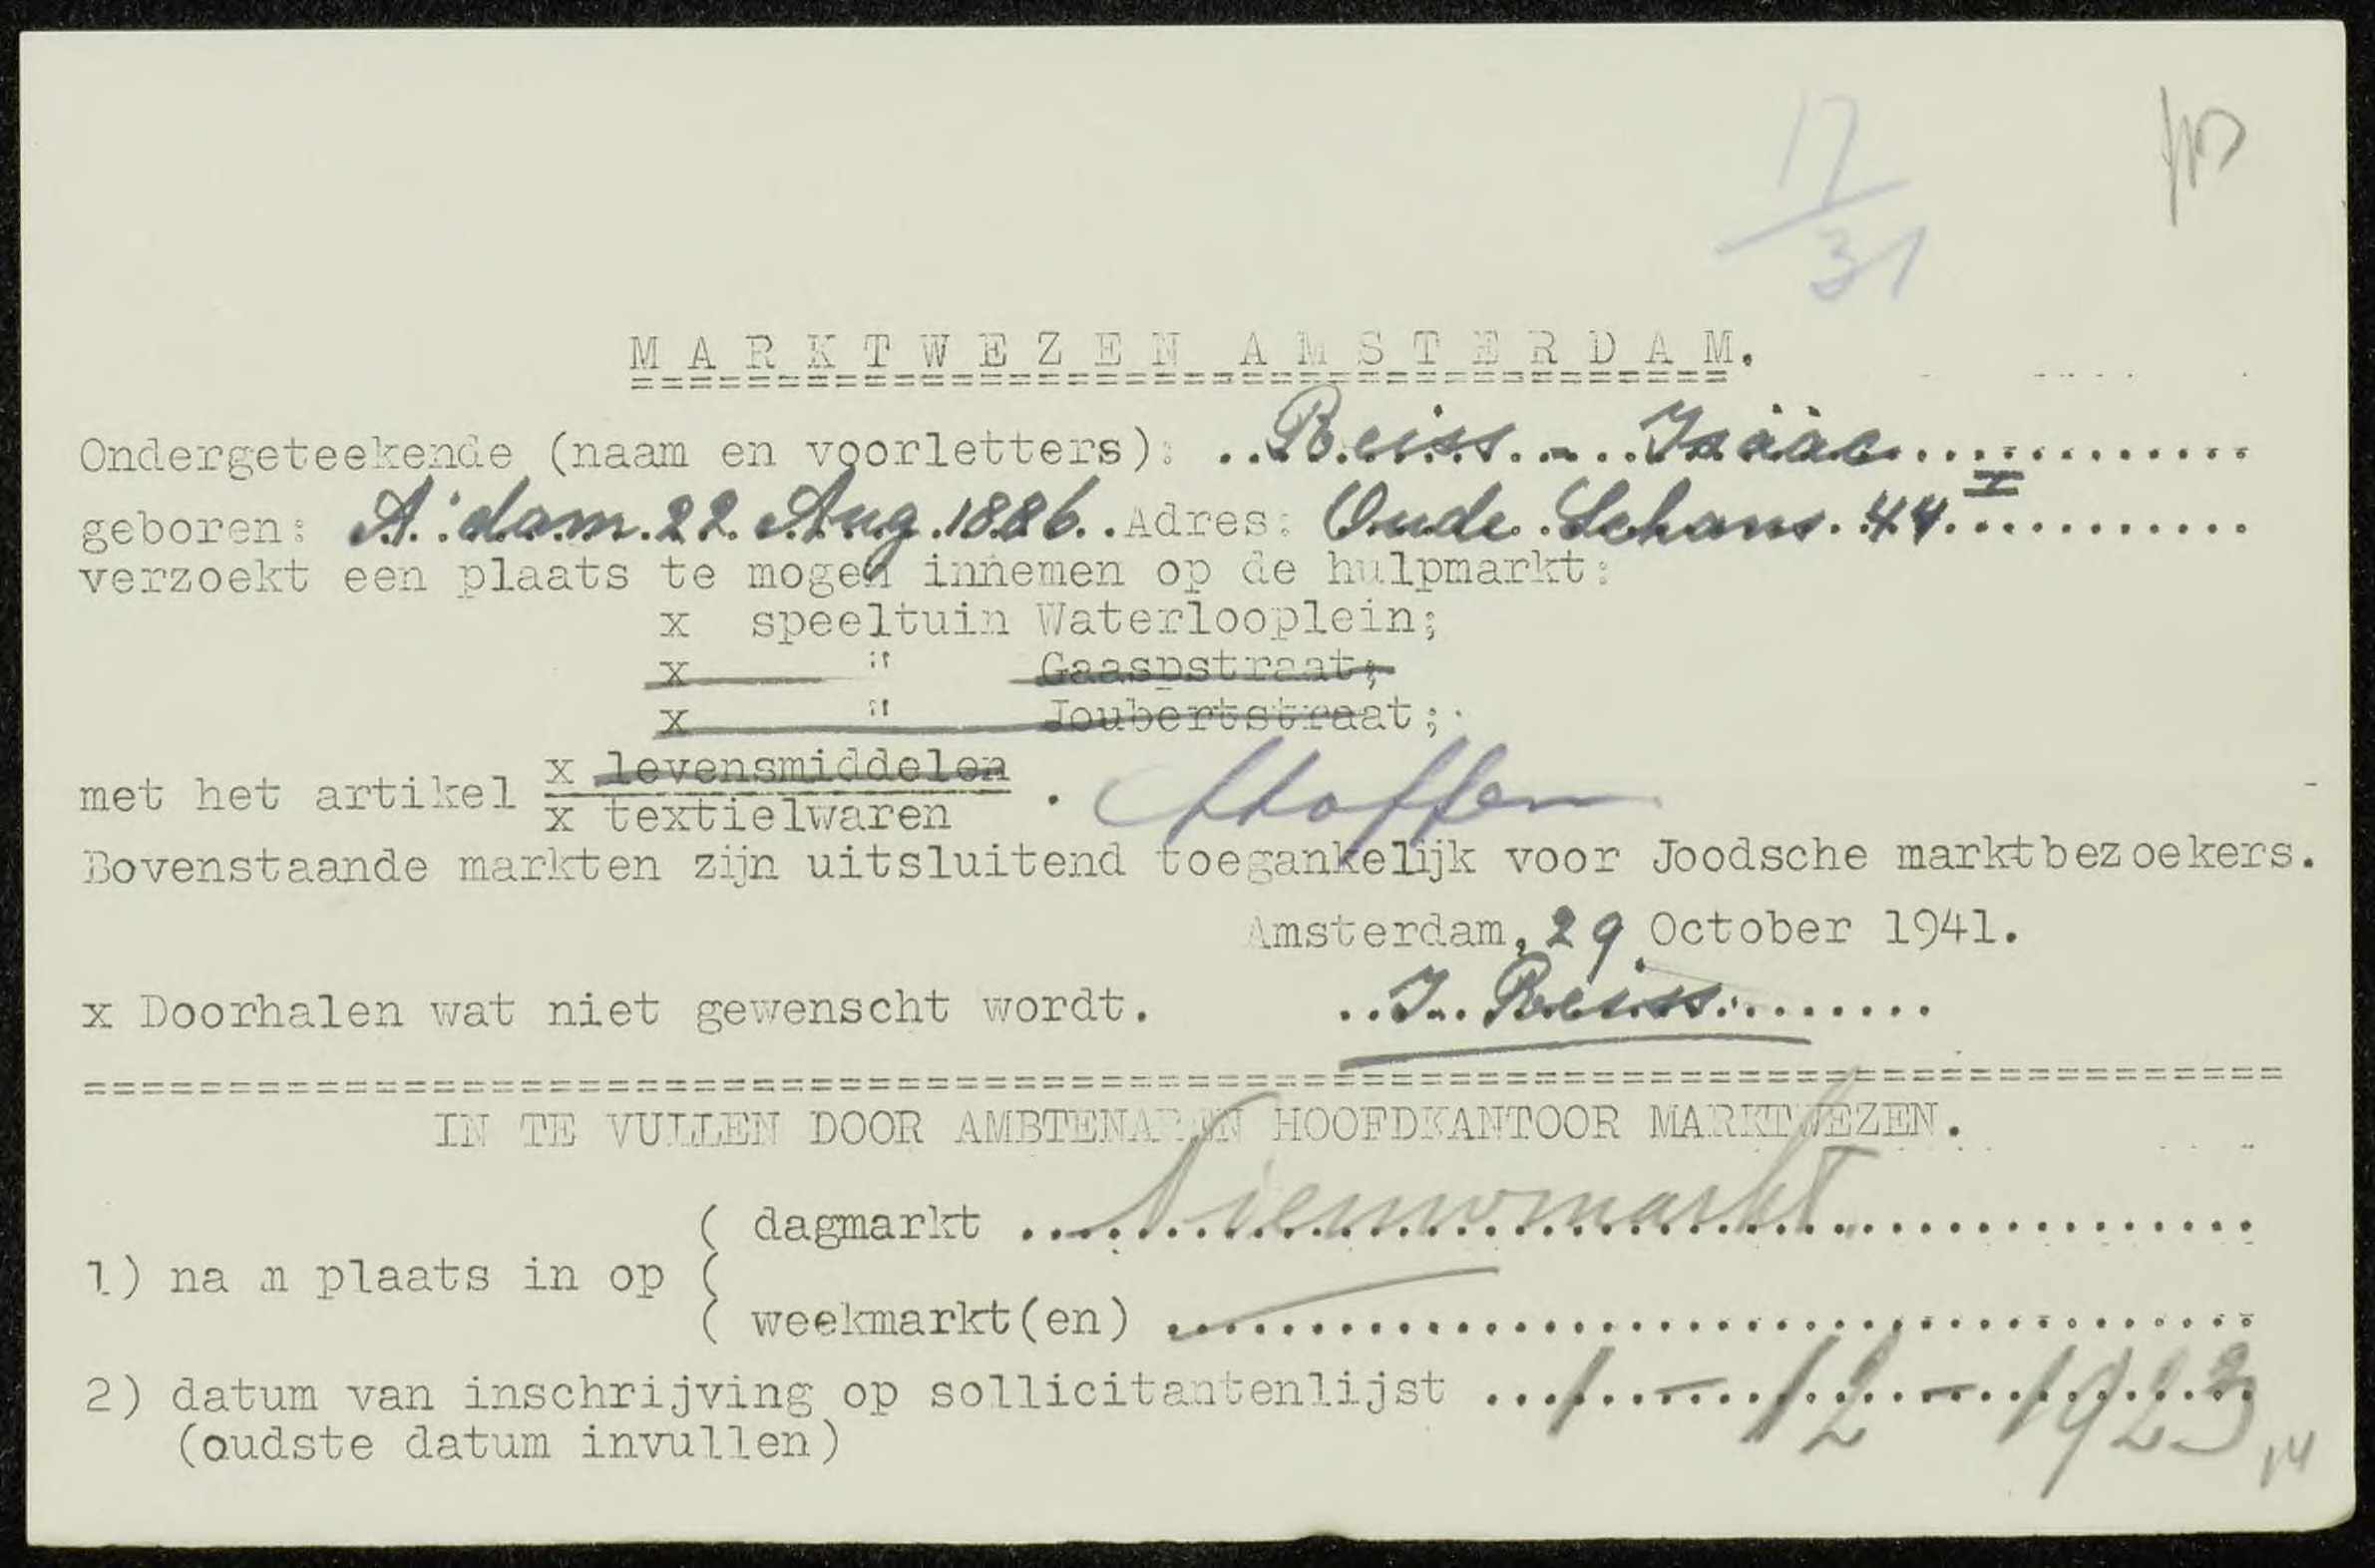 17
31
MARKTWEZEN AMSTERDAM.
Ondergeteekende (naam en voorletters): ..Reiss - Isäàc............
geboren: A'dam 22 Aug. 1886. Adres: Oude Schans. 44 I...........
verzoekt een plaats te mogen innemen op de hulpmarkt:
x speeltuin Waterlooplein;
x " Gaaspstraat;
x " Joubertstraat;
met het artikel x levensmiddelen
x textielwaren . Stoffen
Bovenstaande markten zijn uitsluitend toegankelijk voor Joodsche marktbezoekers.
Amsterdam, 29 October 1941.
x Doorhalen wat niet gewenscht wordt. ..I. Reiss.........
IN TE VULLEN DOOR AMBTENAREN HOOFDKANTOOR MARKTWEZEN.
( dagmarkt ... Nieuwmarkt ..............
1) na m plaats in op (
( weekmarkt(en) ......................................
2) datum van inschrijving op sollicitantenlijst ... 1 - 12 - 1923
(oudste datum invullen)